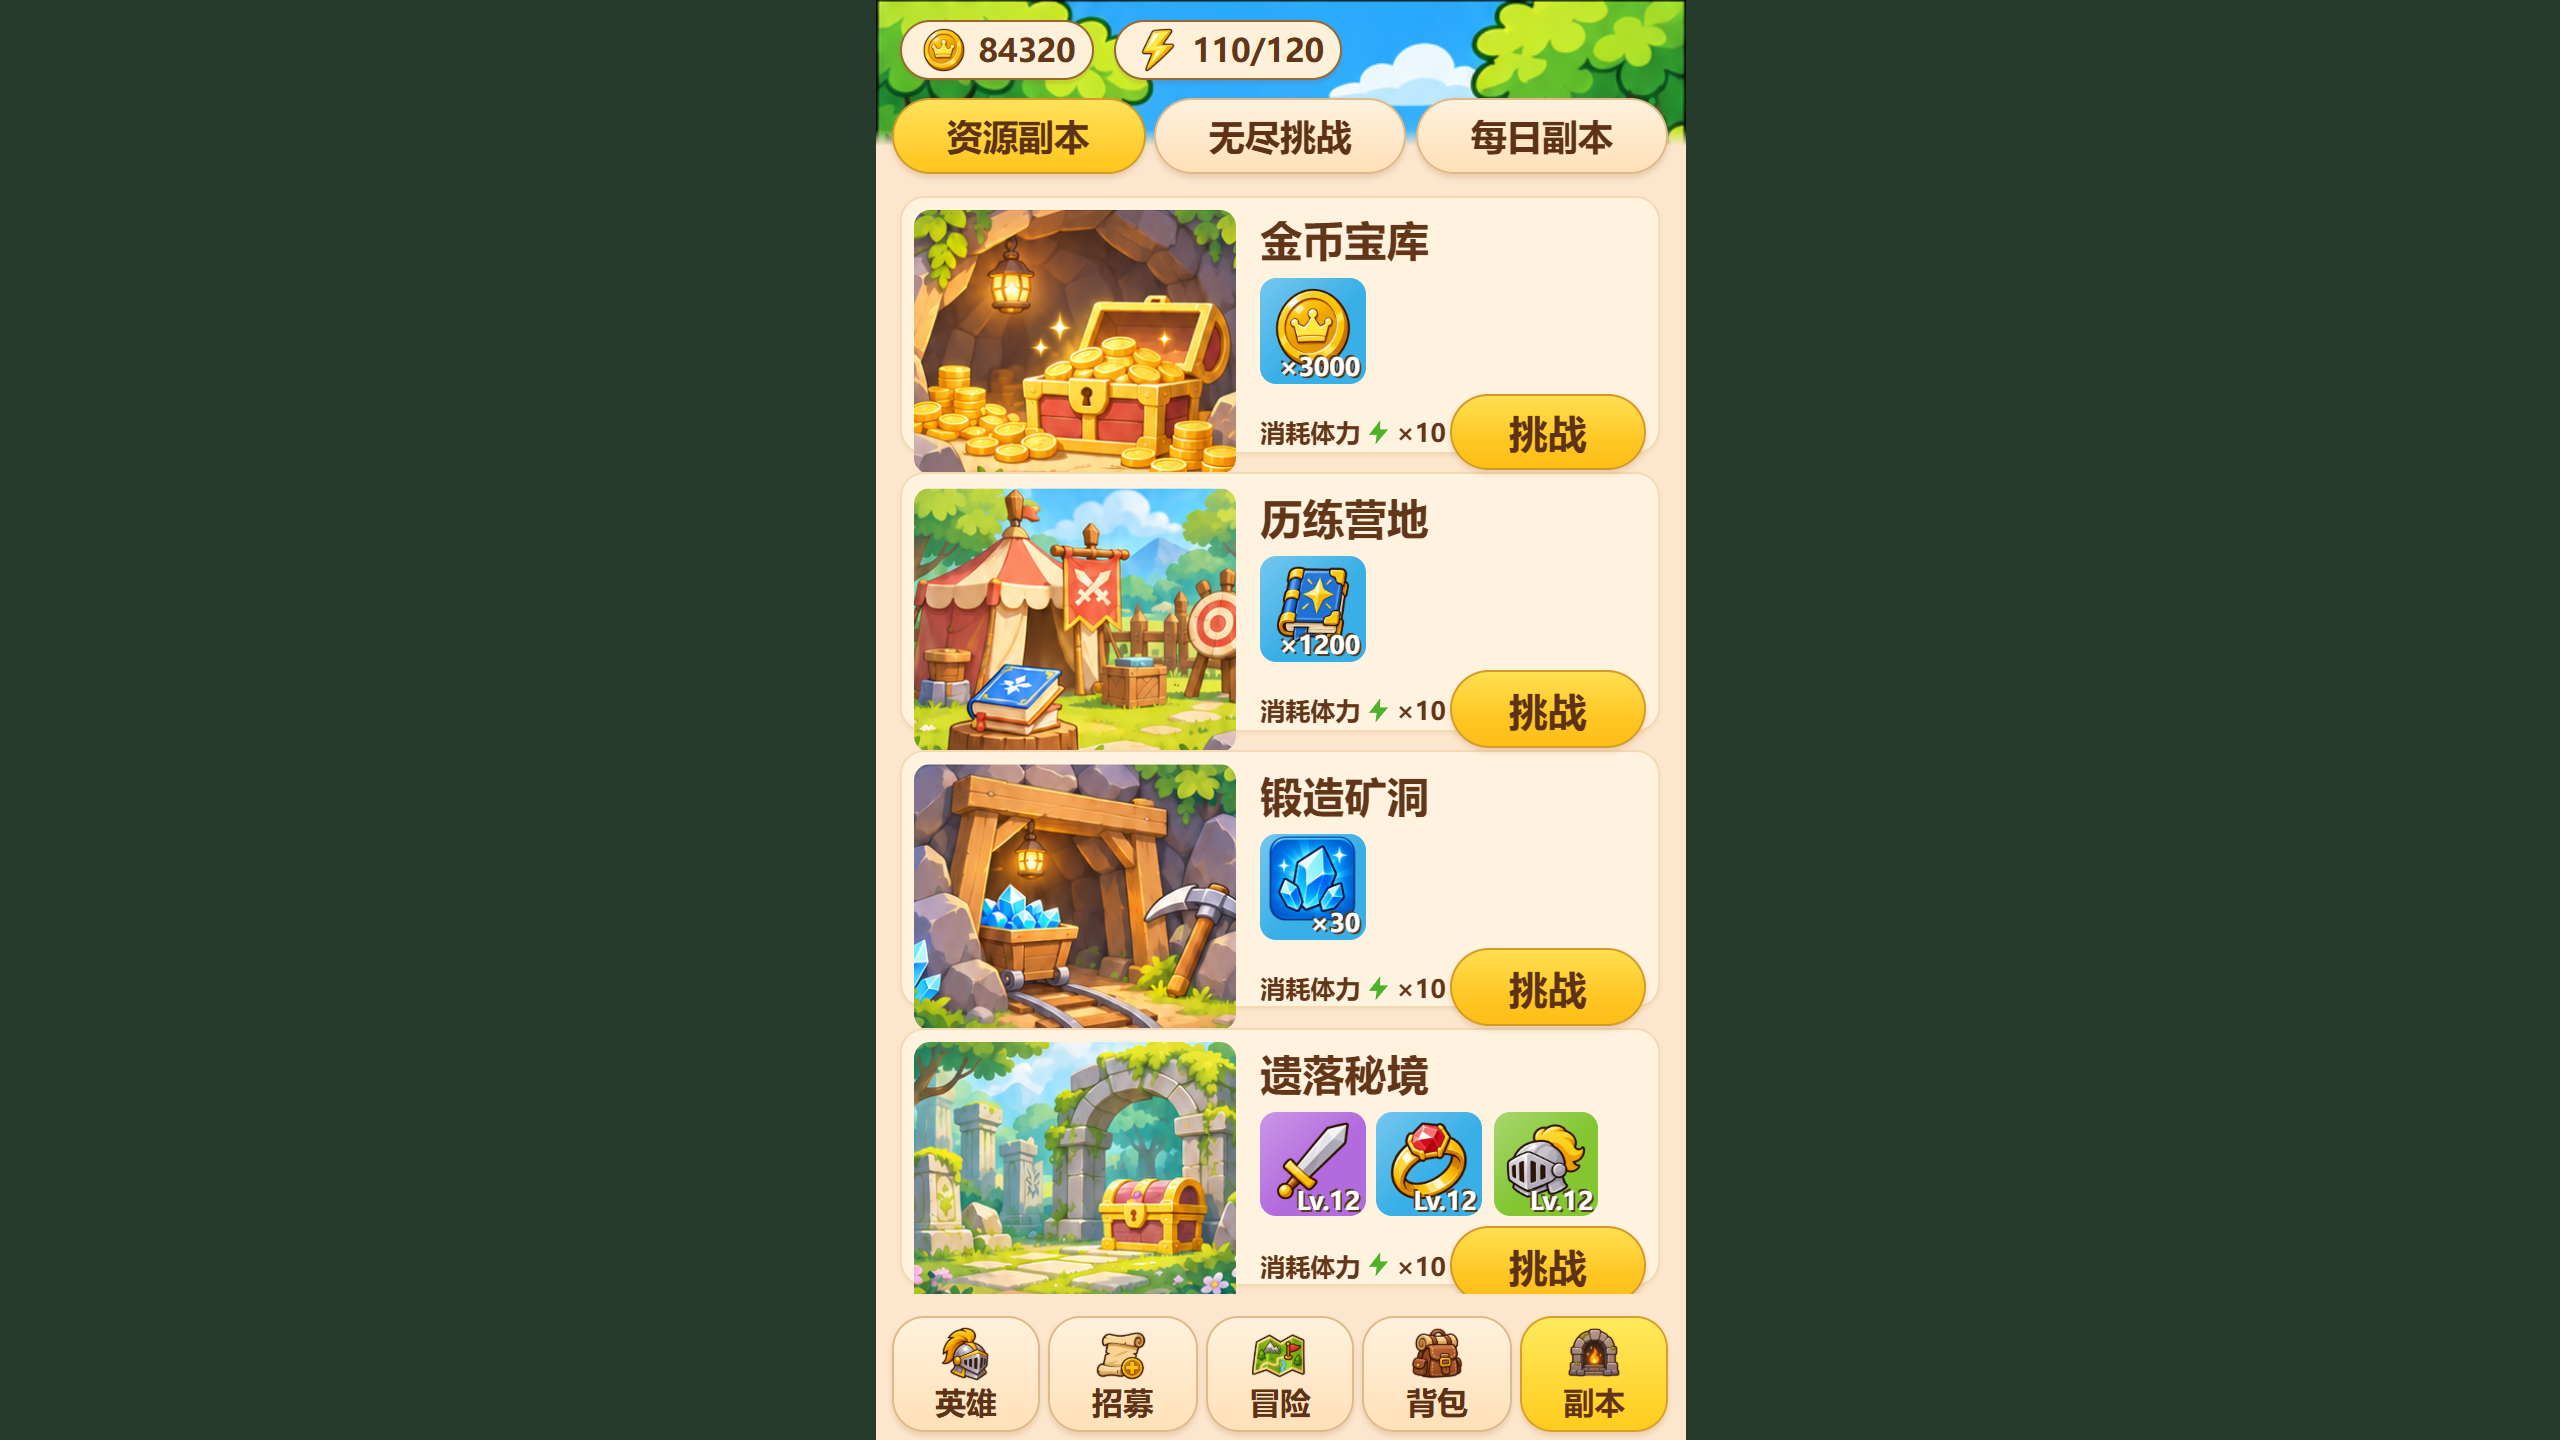 84320
110/120
资源副本
无尽挑战
每日副本
金币宝库
×3000
消耗体力 ×10
挑战
历练营地
×1200
消耗体力 ×10
挑战
锻造矿洞
×30
消耗体力 ×10
挑战
遗落秘境
Lv.12
Lv.12
Lv.12
消耗体力 ×10
挑战
英雄
招募
冒险
背包
副本